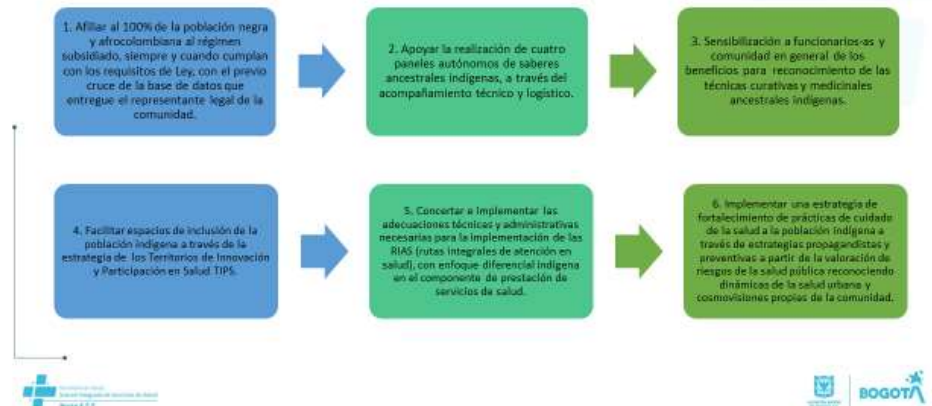 1. Afiliar al 100% de la población negra
y afrocolombiana al régimen
subsidiado, siempre y cuando cumplan
con los requisitos de Ley, con el previo
cruce de la base de datos que
entregue el representante legal de la
comunidad.
2. Apoyar la realización de cuatro
paneles autónomos de saberes
ancestrales indígenas, a través del
acompañamiento técnico y logístico.
3. Sensibilización a funcionarios-as y
comunidad en general de los
beneficios para reconocimiento de las
técnicas curativas y medicinales
ancestrales indígenas.
4. Facilitar espacios de inclusión de la
población indígena a través de la
estrategia de los Territorios de Innovación
y Participación en Salud TIPS.
5. Concertar e implementar las
adecuaciones técnicas y administrativas
necesarias para la implementación de las
RIAS (rutas integrales de atención en
salud), con enfoque diferencial indígena
en el componente de prestación de
servicios de salud.
6. Implementar una estrategia de
fortalecimiento de prácticas de cuidado
de la salud a la población indígena a
través de estrategias propagandistas y
preventivas a partir de la valoración de
riesgos de la salud pública reconociendo
dinámicas de la salud urbana y
cosmovisiones propias de la comunidad.
BOGOTÁ